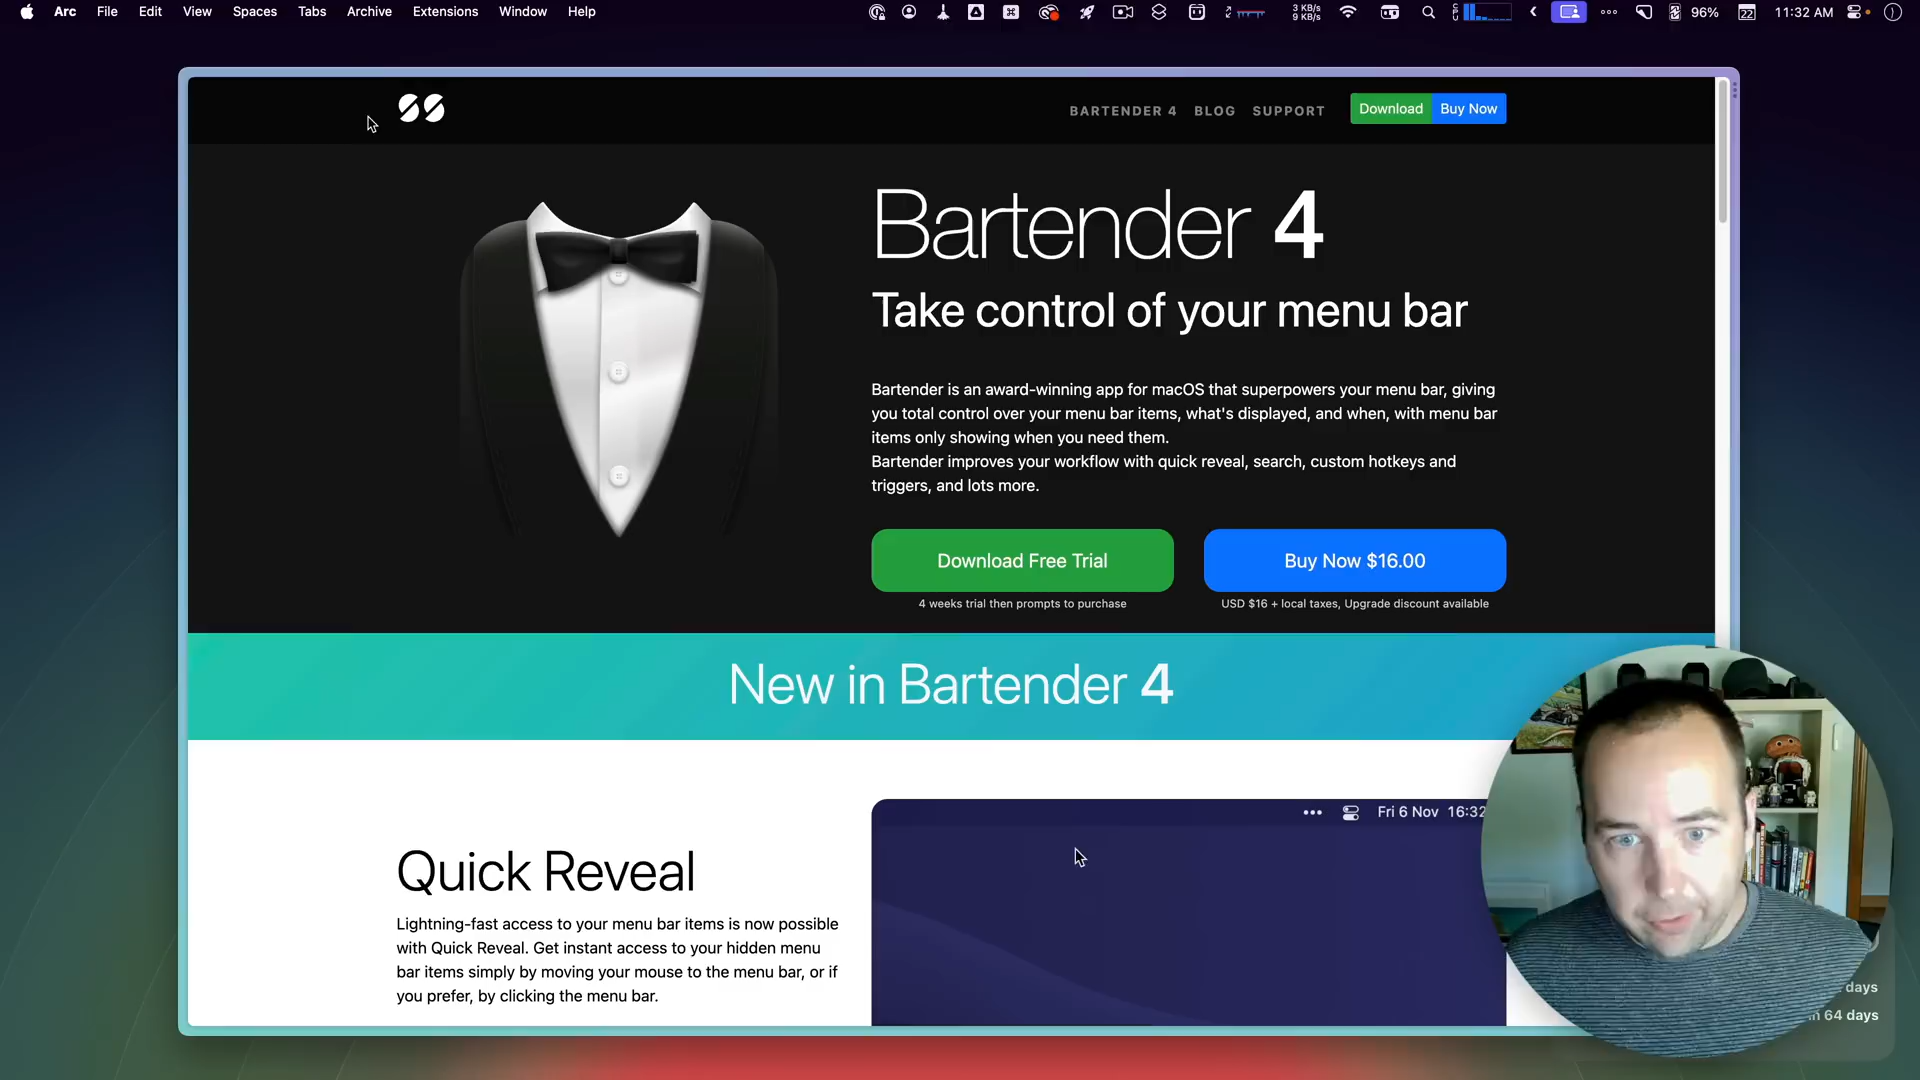 Arc File Edit View Spaces Tabs Archive Extensions Window Help
3 KB/s
9 KB/s
CPU
96%
22
11:32 AM
BARTENDER 4 BLOG SUPPORT Download Buy Now
Bartender 4
Take control of your menu bar
Bartender is an award-winning app for macOS that superpowers your menu bar, giving
you total control over your menu bar items, what's displayed, and when, with menu bar
items only showing when you need them.
Bartender improves your workflow with quick reveal, search, custom hotkeys and
triggers, and lots more.
Download Free Trial
Buy Now $16.00
4 weeks trial then prompts to purchase
USD $16 + local taxes, Upgrade discount available
New in Bartender 4
Fri 6 Nov 16:32
Quick Reveal
Lightning-fast access to your menu bar items is now possible
with Quick Reveal. Get instant access to your hidden menu
bar items simply by moving your mouse to the menu bar, or if
you prefer, by clicking the menu bar.
days
in 64 days